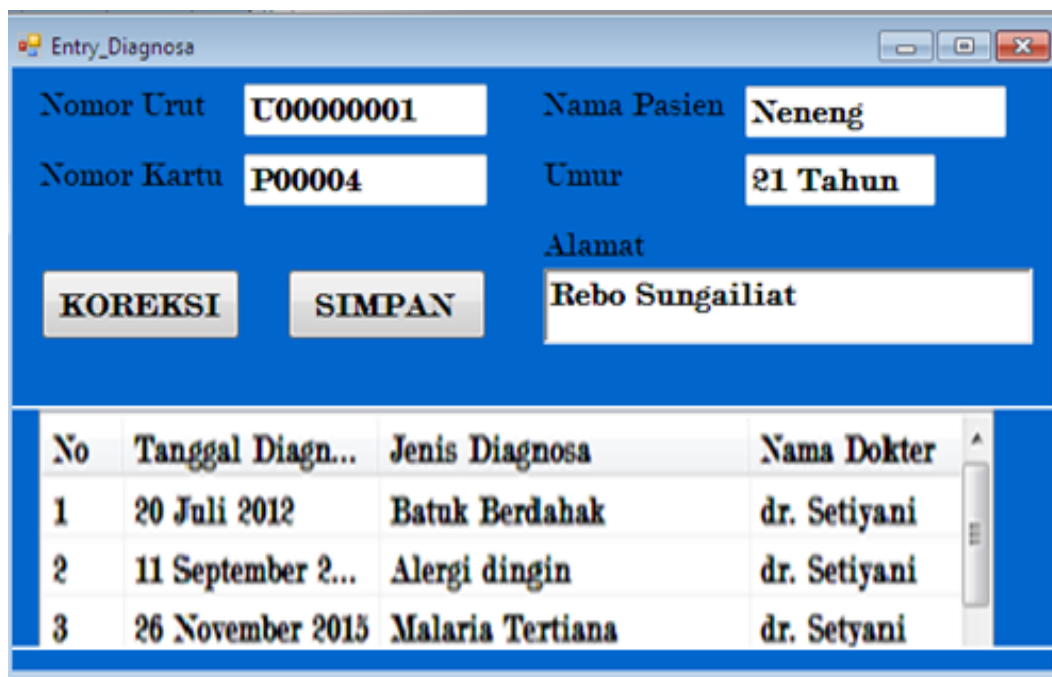 Entry_Diagnosa
Nomor Urut U00000001 Nama Pasien Neneng
Nomor Kartu P00004 Umur 21 Tahun
Alamat
KOREKSI SIMPAN Rebo Sungailiat
No Tanggal Diagn... Jenis Diagnosa Nama Dokter
1 20 Juli 2012 Batuk Berdahak dr. Setiyani
2 11 September 2... Alergi dingin dr. Setiyani
3 26 November 2015 Malaria Tertiana dr. Setyani